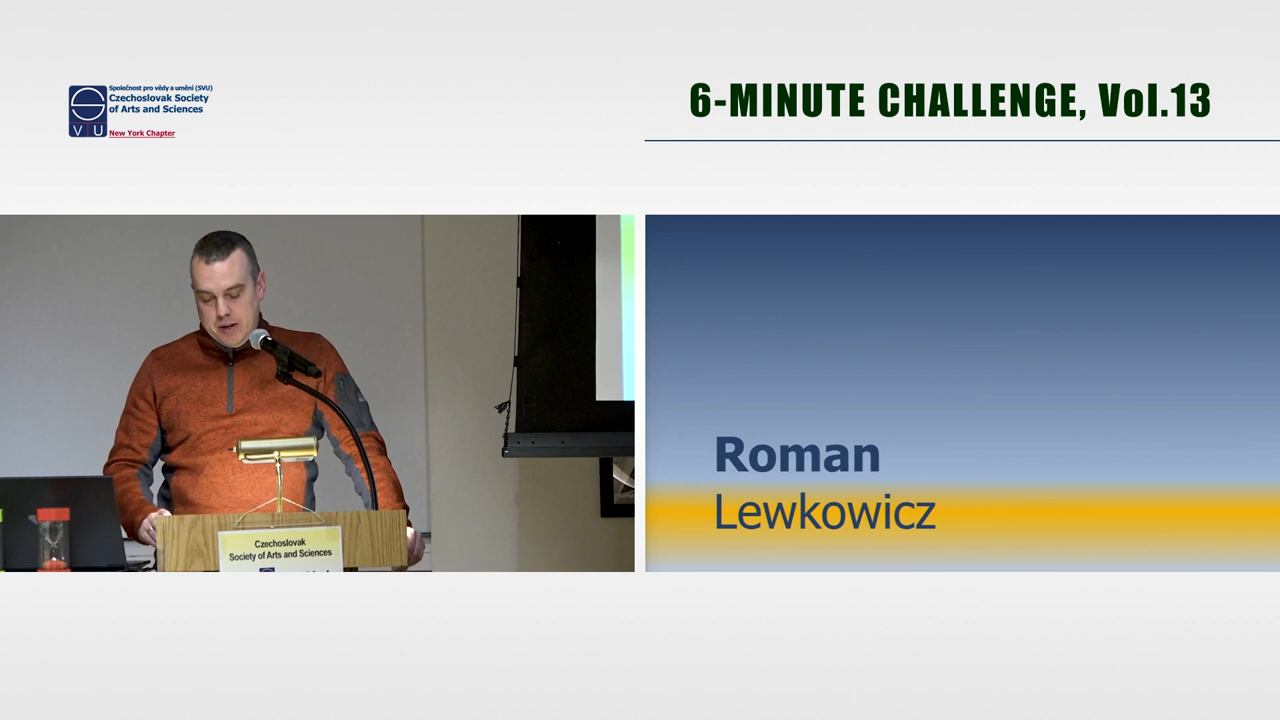 Společnost pro vědy a umění (SVU)
Czechoslovak Society
of Arts and Sciences
V U
New York Chapter
6-MINUTE CHALLENGE, Vol.13
Roman
Lewkowicz
Czechoslovak
Society of Arts and Sciences